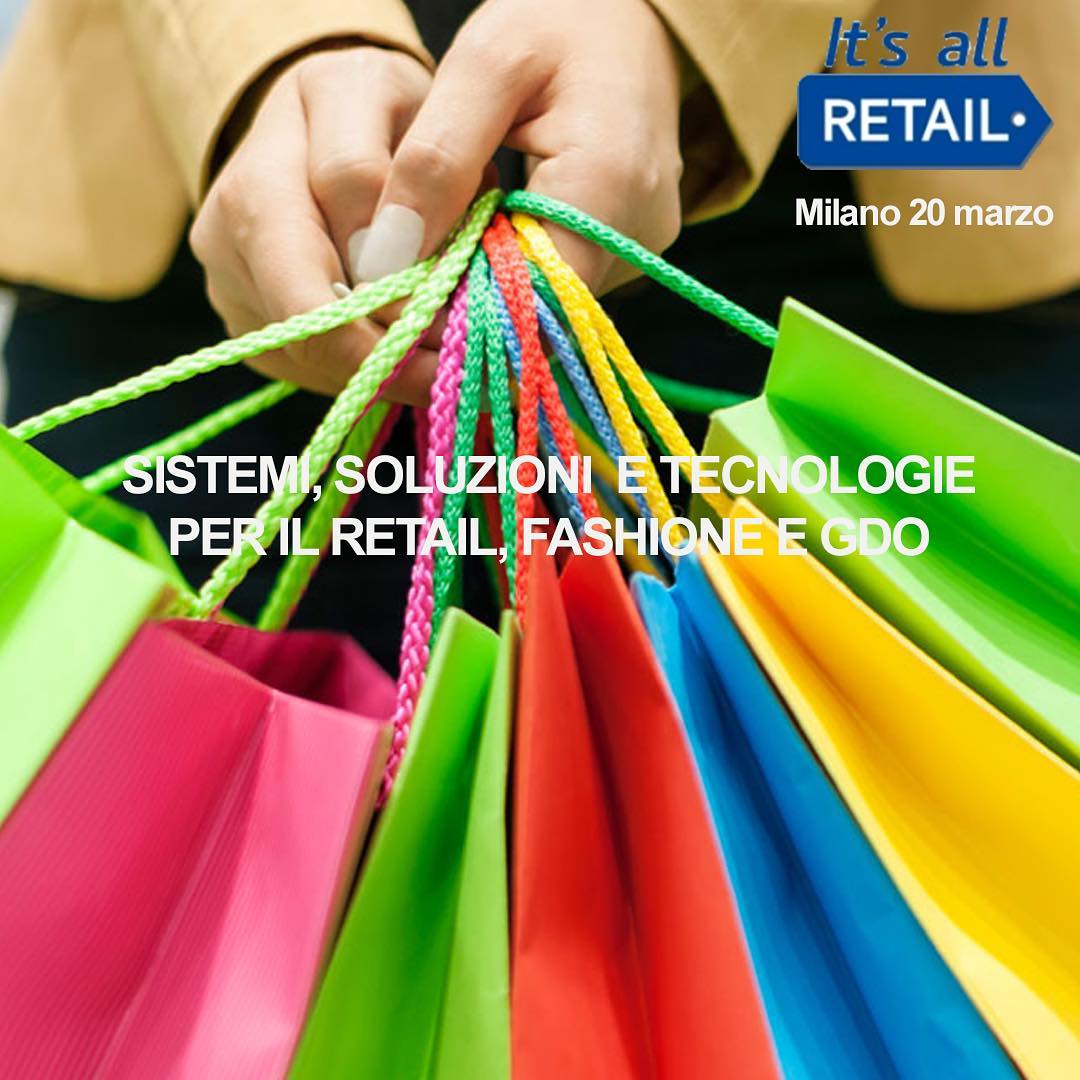 It's all
RETAIL
Milano 20 marzo
SISTEMI, SOLUZIONI E TECNOLOGIE
PER IL RETAIL, FASHIONE E GDO